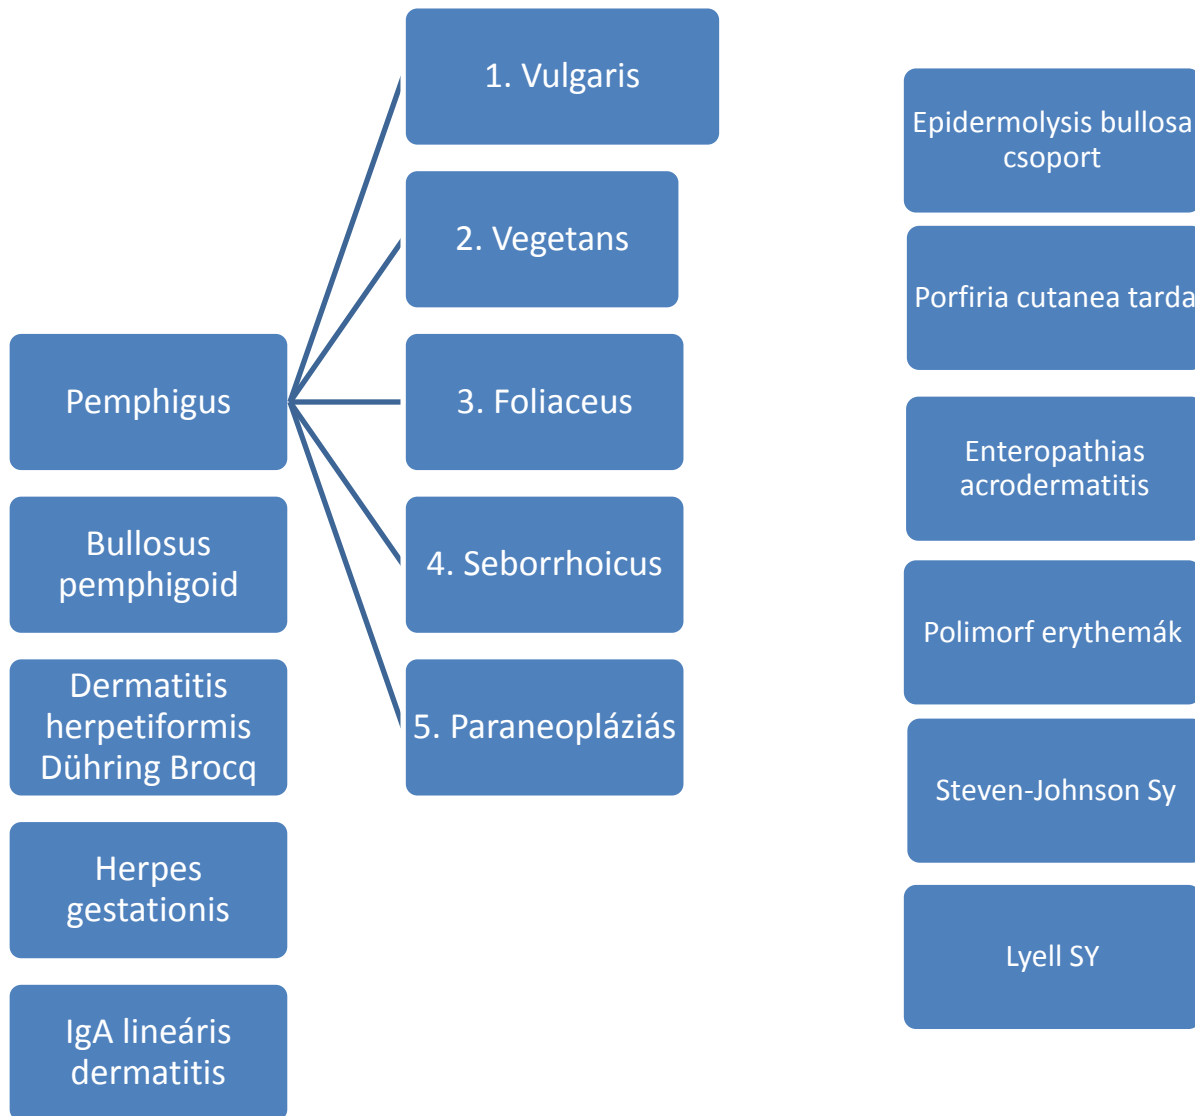 1. Vulgaris
2. Vegetans
Pemphigus
3. Foliaceus
Bullosus
pemphigoid
4. Seborrhoicus
Dermatitis
herpetiformis
Dühring Brocq
5. Paraneopláziás
Herpes
gestationis
IgA lineáris
dermatitis
Epidermolysis bullosa
csoport
Porfiria cutanea tarda
Enteropathias
acrodermatitis
Polimorf erythemák
Steven-Johnson Sy
Lyell SY